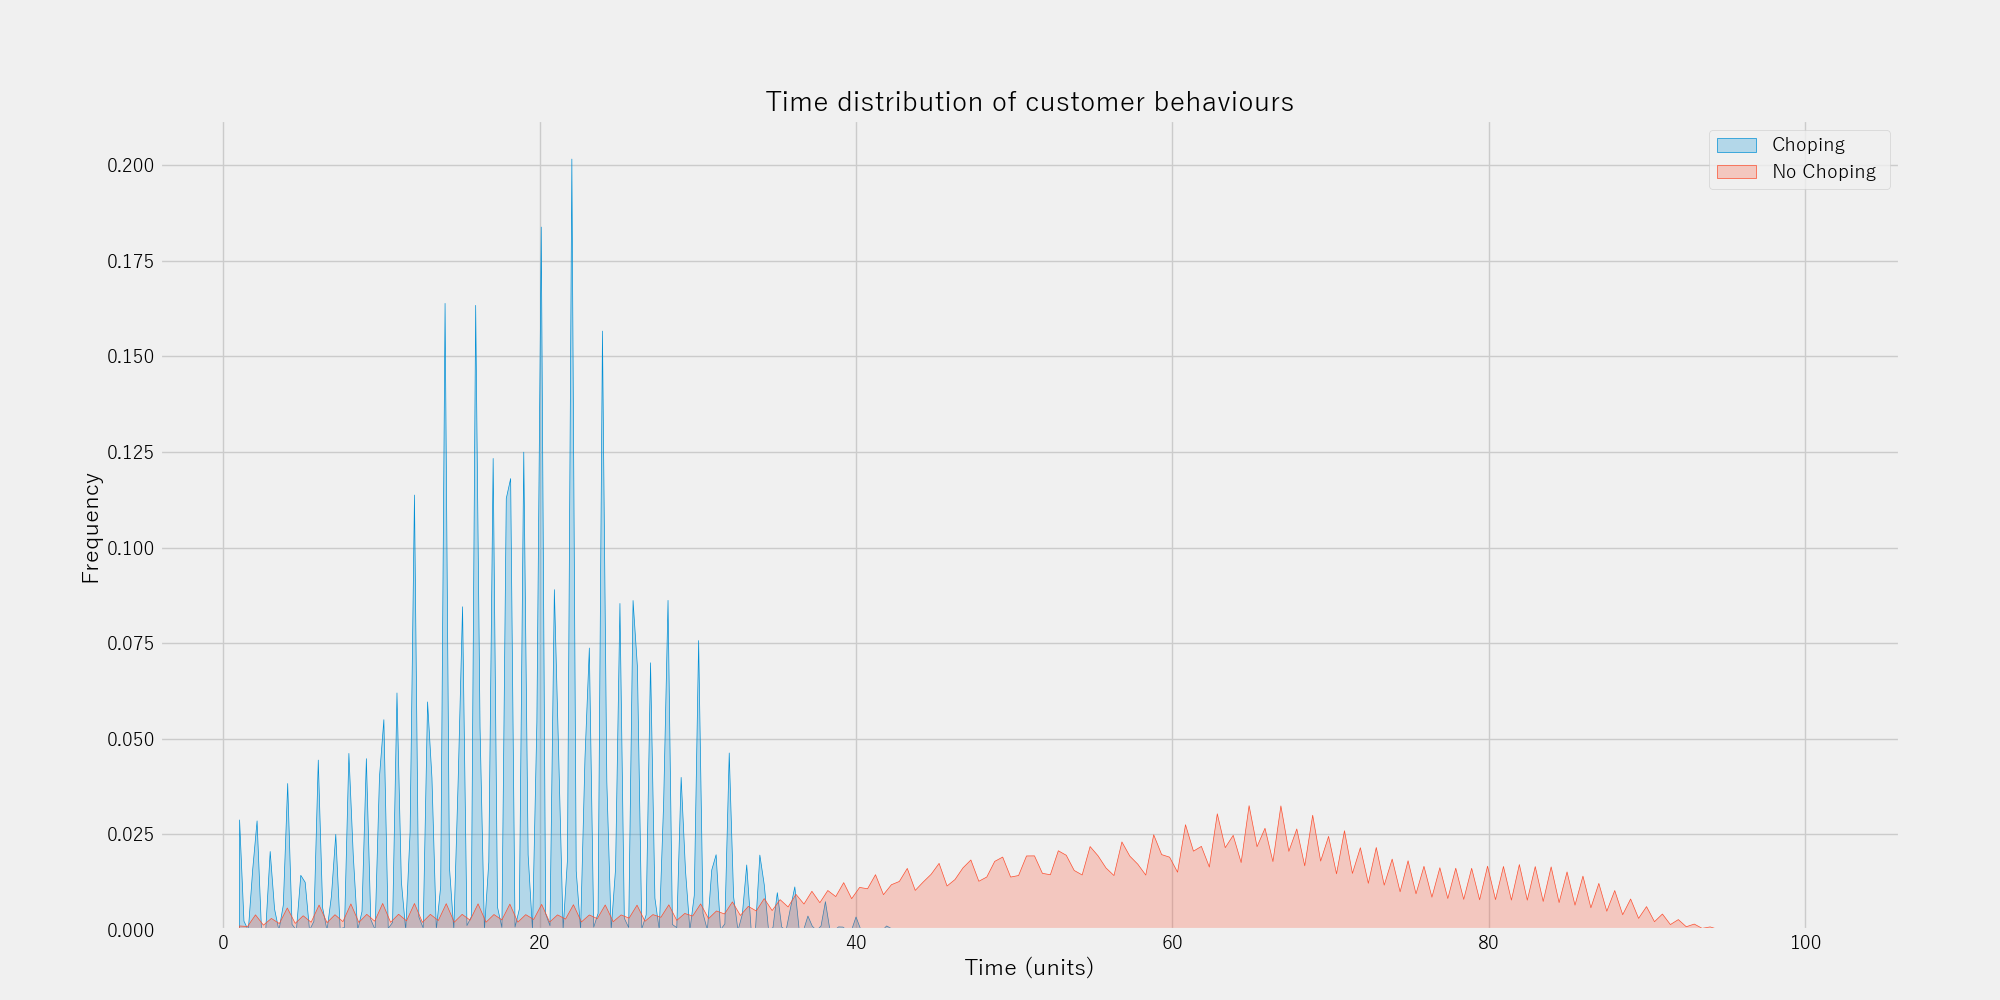 Time distribution of customer behaviours
Choping
No Choping
0.200
0.175
0.150
0.125
0.100
0.075
0.050
0.025
0.000
Frequency
0 20 40 60 80 100
Time (units)